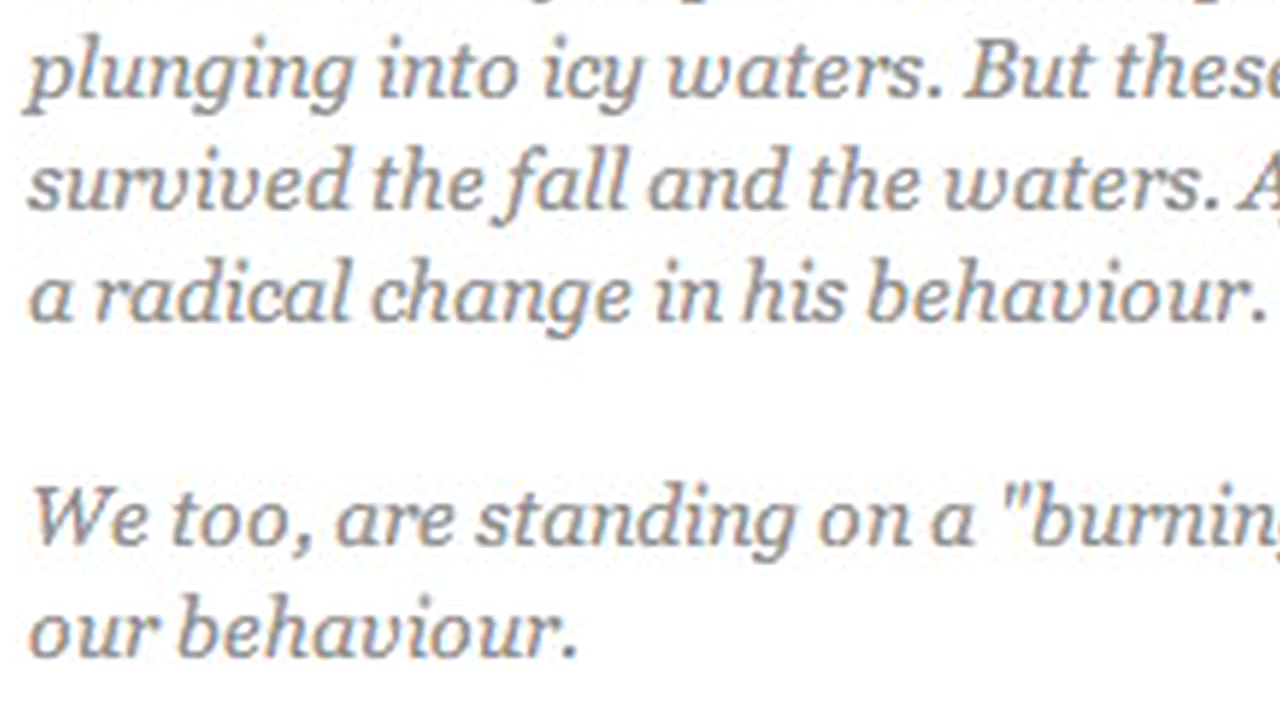 plunging into icy waters. But these
survived the fall and the waters. A
a radical change in his behaviour.
We too, are standing on a "burning
our behaviour.